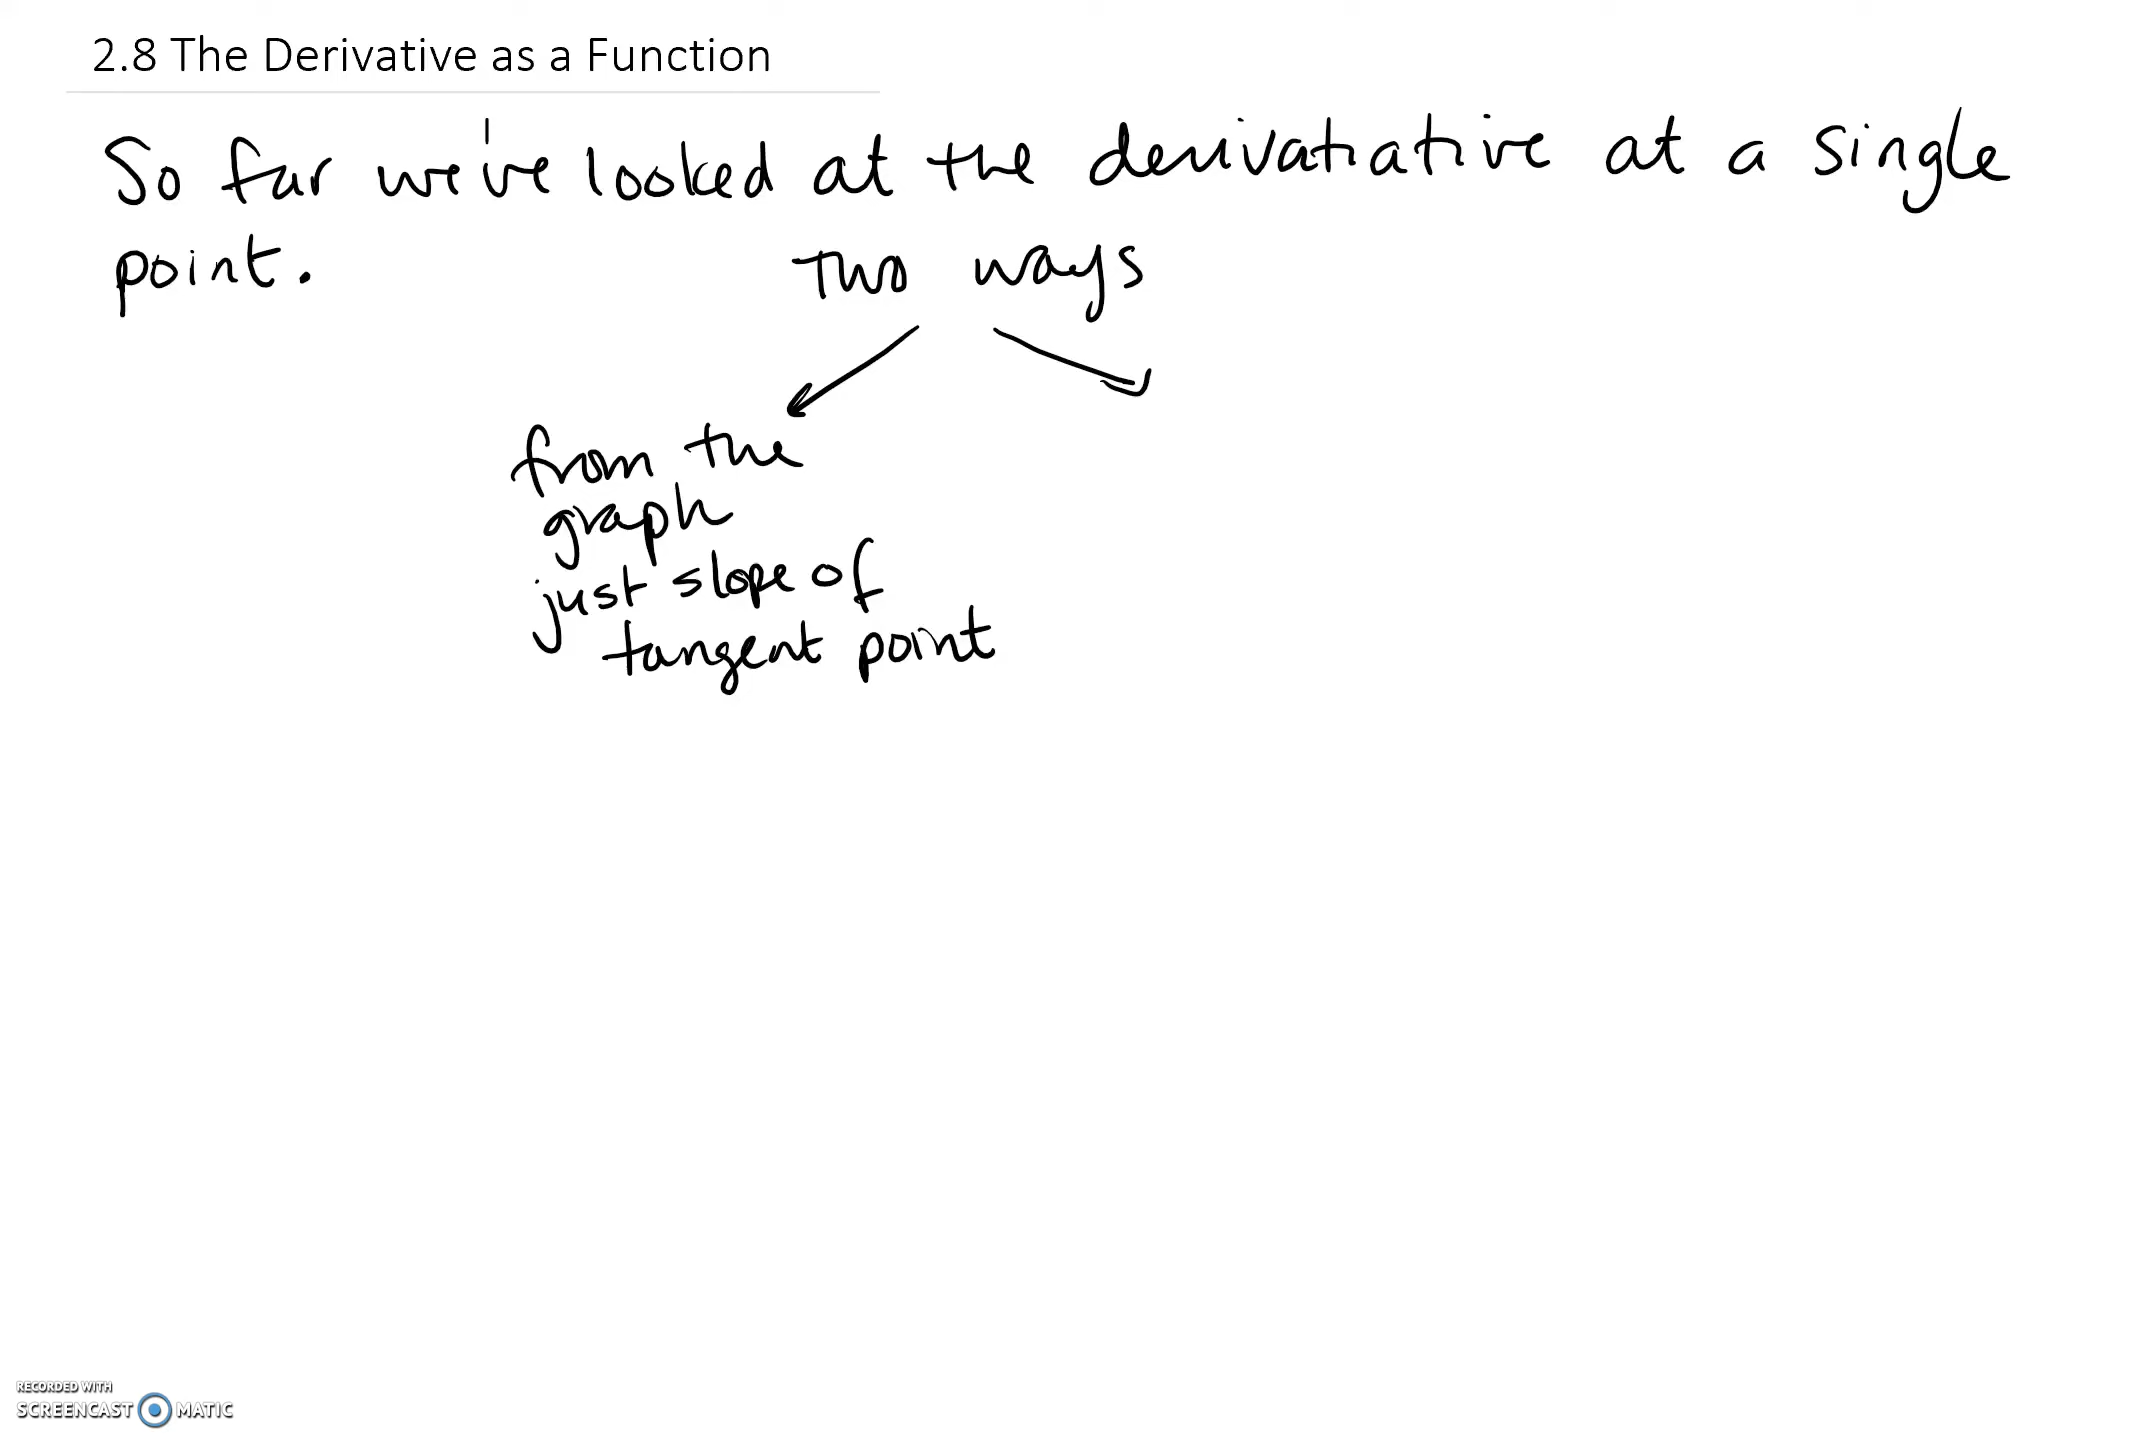 2.8 The Derivative as a Function
So far we've looked at the derivatiative at a single
point.
two ways
from the
graph
just slope of
tangent point
RECORDED WITH
SCREENCAST MATIC